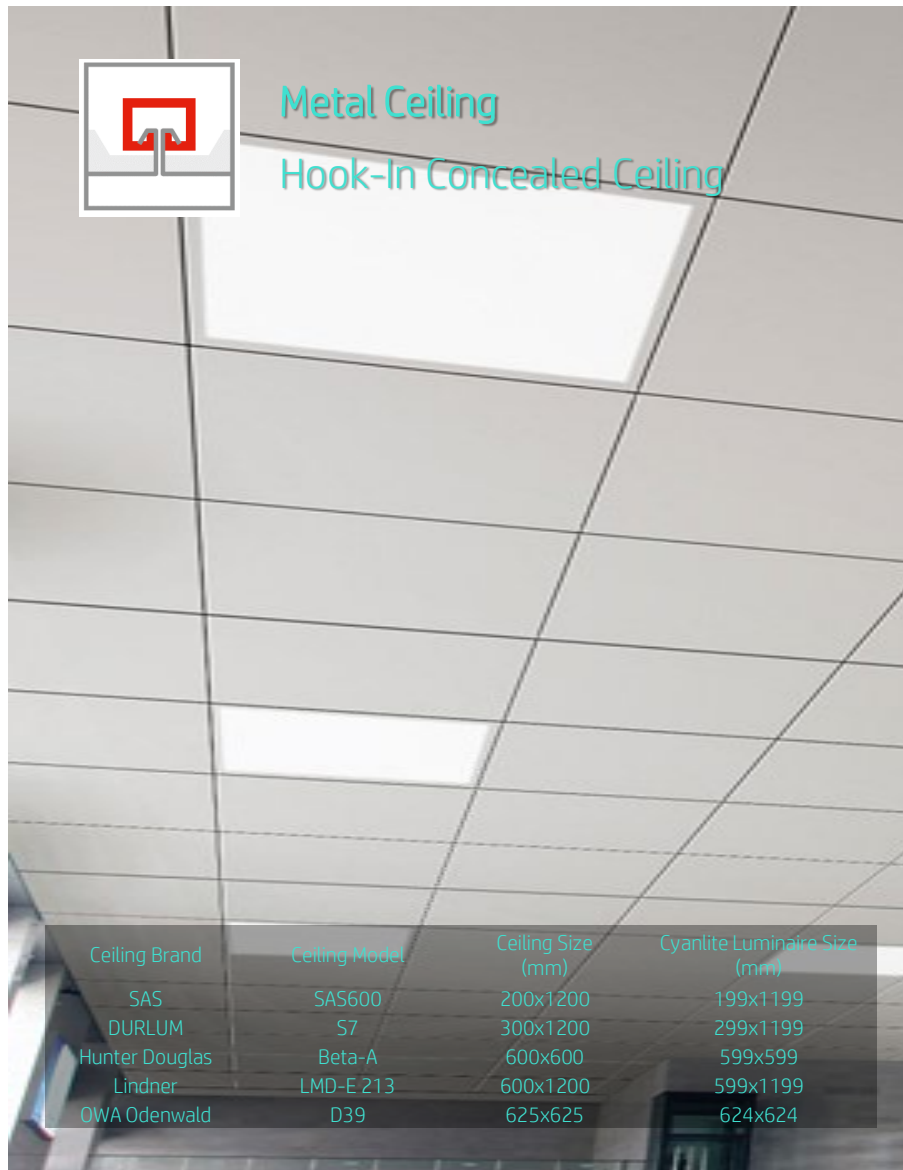 Metal Ceiling
Hook-In Concealed Ceiling
Ceiling Brand Ceiling Model Ceiling Size (mm) Cyanlite Luminaire Size (mm)
SAS SAS600 200x1200 199x1199
DURLUM S7 300x1200 299x1199
Hunter Douglas Beta-A 600x600 599x599
Lindner LMD-E 213 600x1200 599x1199
OWA Odenwald D39 625x625 624x624